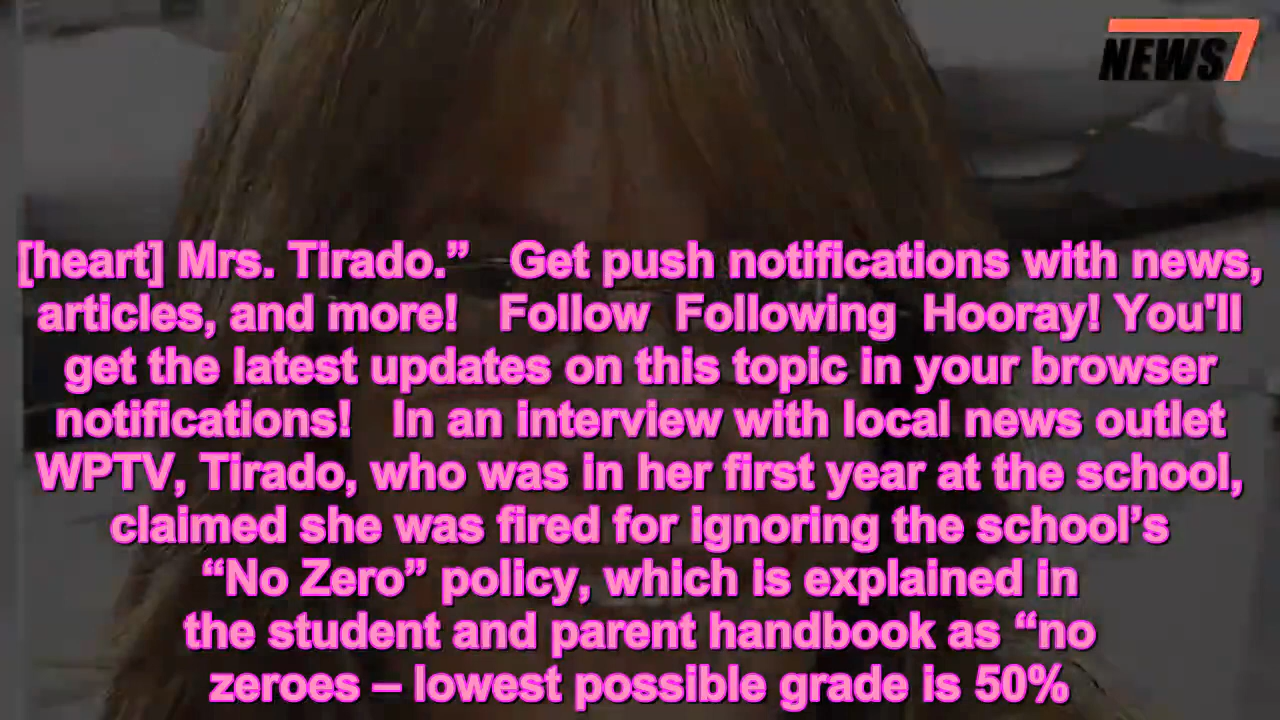 NEWS7
[heart] Mrs. Tirado.” Get push notifications with news,
articles, and more! Follow Following Hooray! You'll
get the latest updates on this topic in your browser
notifications! In an interview with local news outlet
WPTV, Tirado, who was in her first year at the school,
claimed she was fired for ignoring the school’s
“No Zero” policy, which is explained in
the student and parent handbook as “no
zeroes – lowest possible grade is 50%